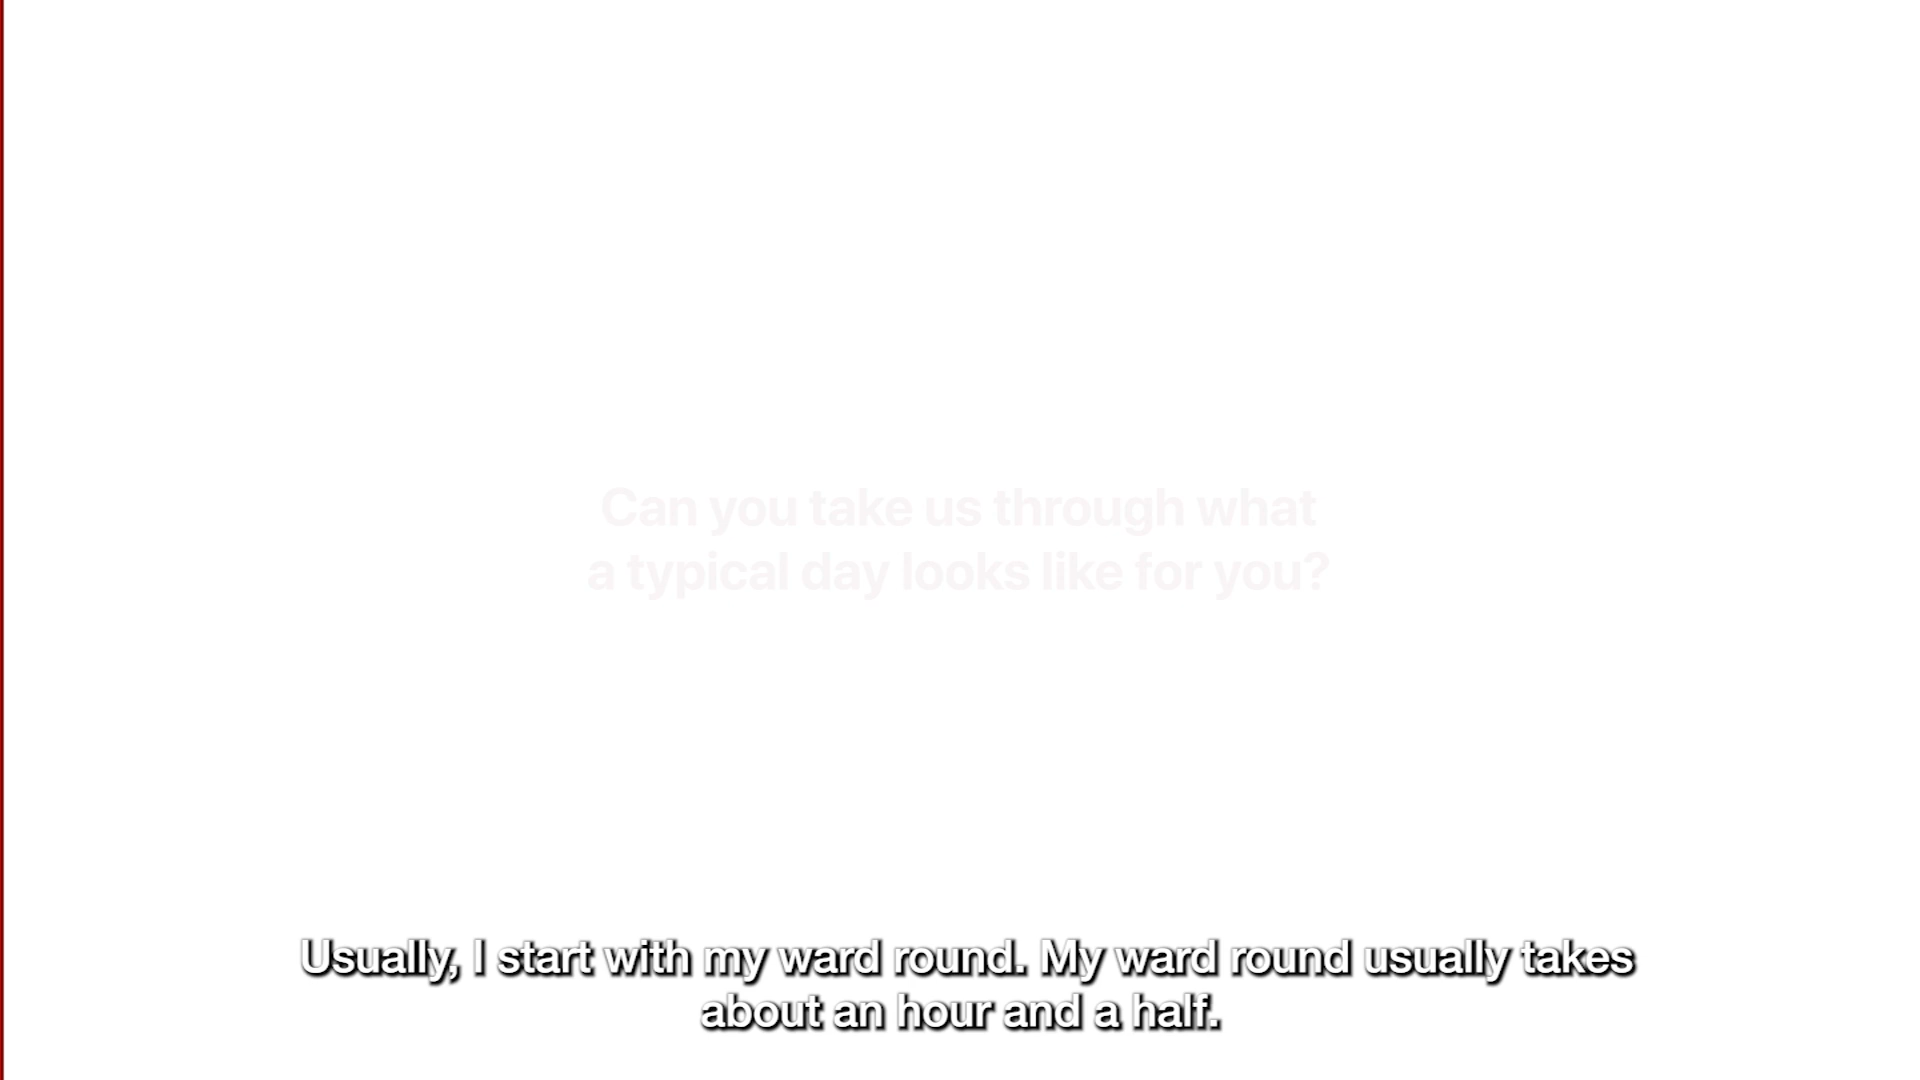 Can you take us through what
a typical day looks like for you?
Usually, I start with my ward round. My ward round usually takes
about an hour and a half.